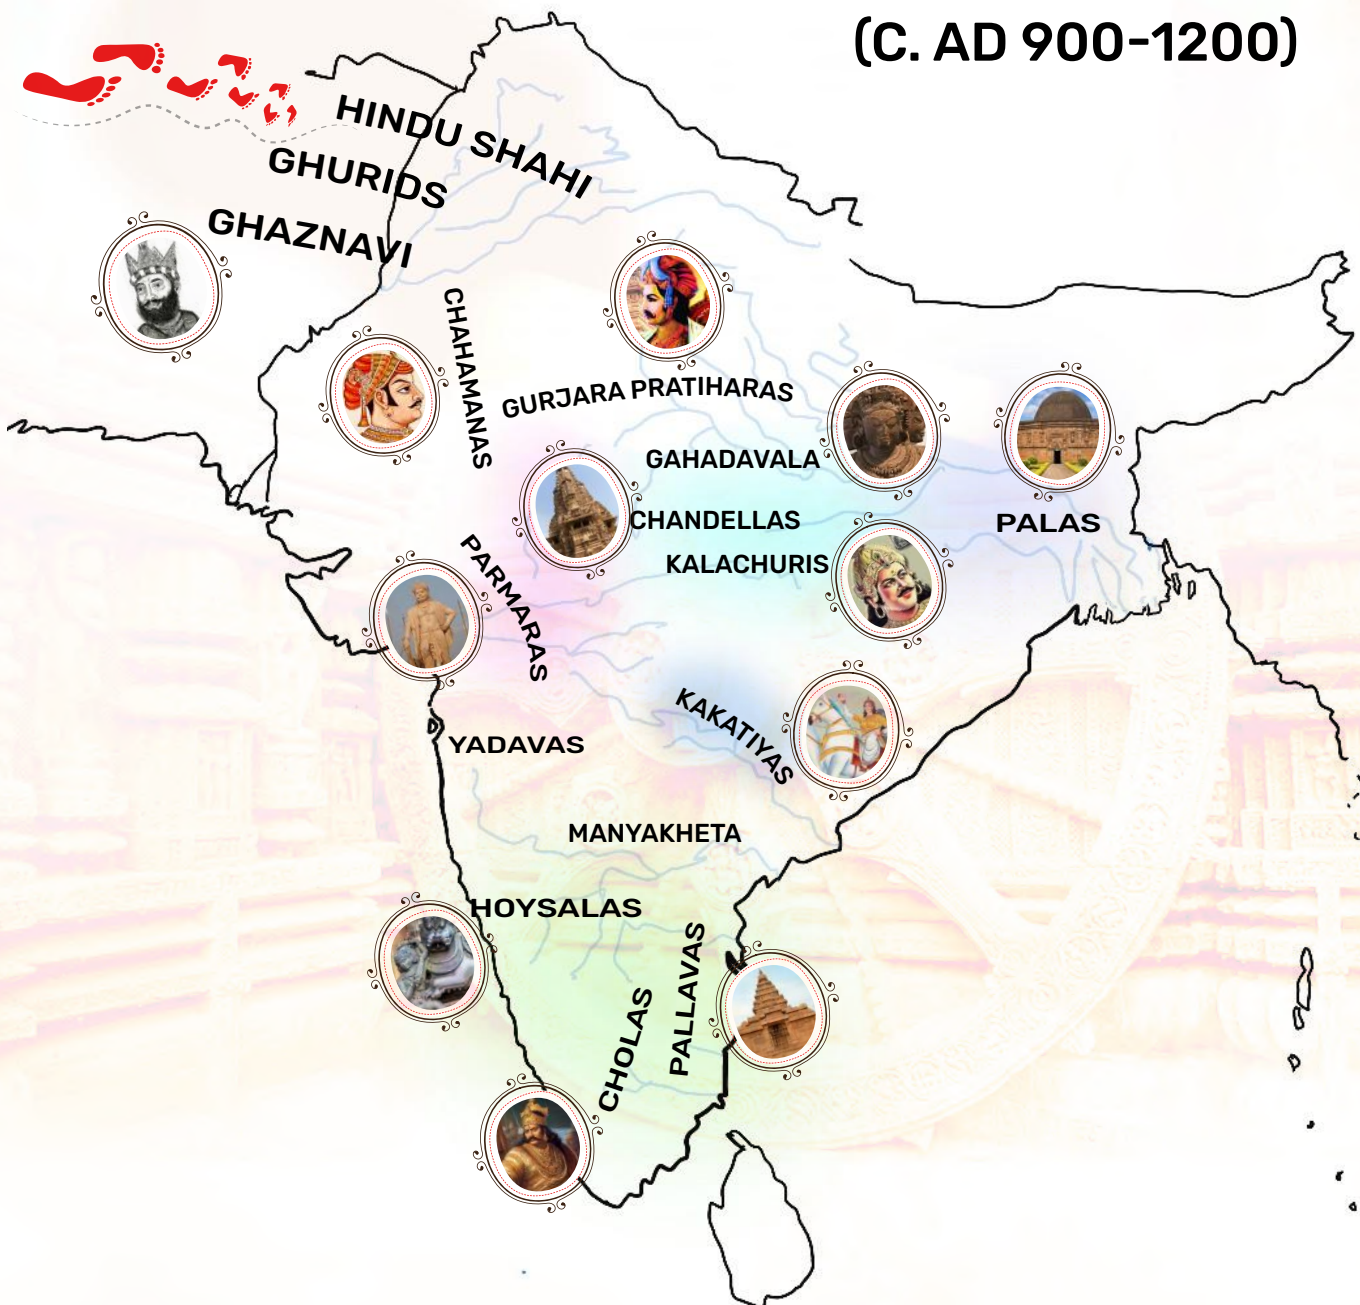 (C. AD 900-1200)
HINDU SHAHI
GHURIDS
GHAZNAVI
CHAHAMANAS
GURJARA PRATIHARAS
GAHADAVALA
CHANDELLAS
PALAS
KALACHURIS
PARMARAS
KAKATIYAS
YADAVAS
MANYAKHETA
HOYSALAS
PALLAVAS
CHOLAS